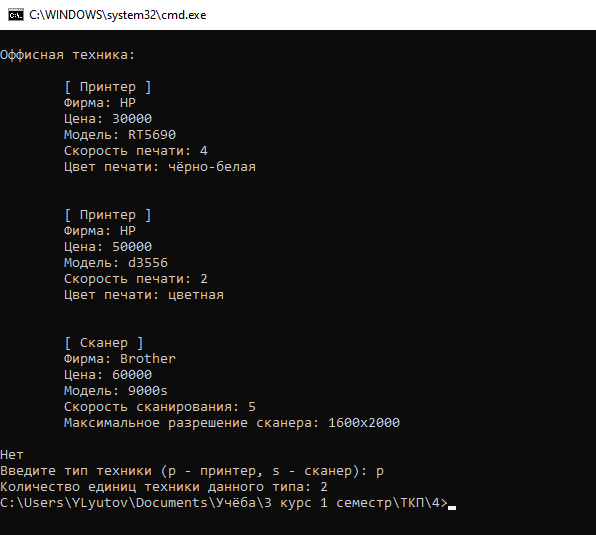 C:\WINDOWS\system32\cmd.exe
Оффисная техника:
[ Принтер ]
Фирма: HP
Цена: 30000
Модель: RT5690
Скорость печати: 4
Цвет печати: чёрно-белая
[ Принтер ]
Фирма: HP
Цена: 50000
Модель: d3556
Скорость печати: 2
Цвет печати: цветная
[ Сканер ]
Фирма: Brother
Цена: 60000
Модель: 9000s
Скорость сканирования: 5
Максимальное разрешение сканера: 1600x2000
Нет
Введите тип техники (p - принтер, s - сканер): p
Количество единиц техники данного типа: 2
C:\Users\YLyutov\Documents\Учёба\3 курс 1 семестр\ТКП\4>